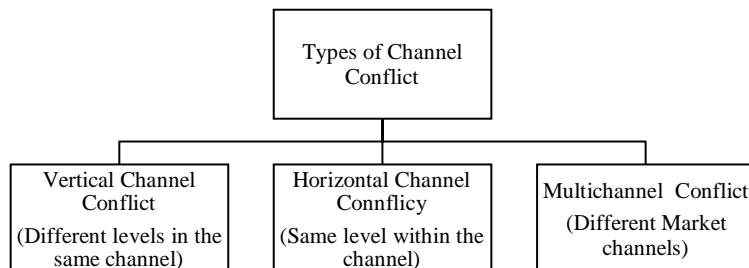 Types of Channel
Conflict
Vertical Channel
Conflict
(Different levels in the
same channel)
Horizontal Channel
Connflicy
(Same level within the
channel)
Multichannel Conflict
(Different Market
channels)